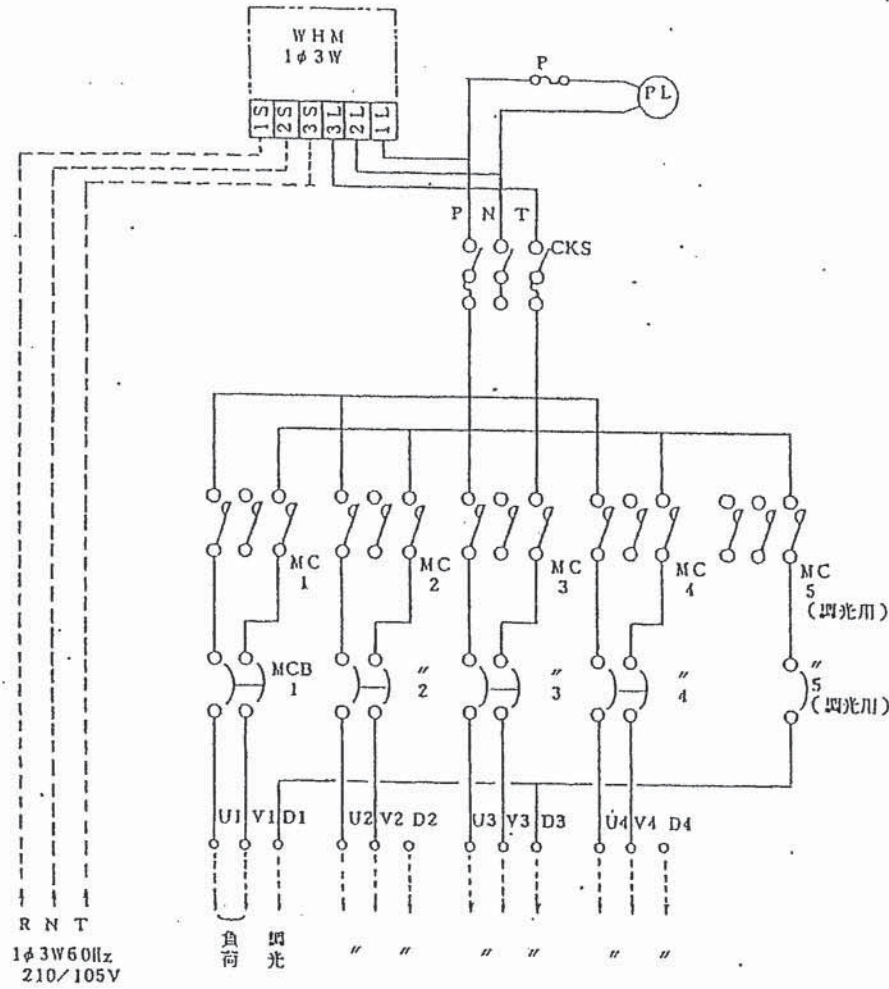 WHM
1φ3W
1S 2S 3S 3L 2L 1L
P
PL
P N T
CKS
MC
1
MC
2
MC
3
MC
4
MC
5
(調光用)
MCB
1
〃
2
〃
3
〃
4
〃
5
(調光用)
U1 V1 D1 U2 V2 D2 U3 V3 D3 U4 V4 D4
R N T
1φ3W60Hz
210/105V
負荷
調光
〃 〃 〃 〃 〃 〃